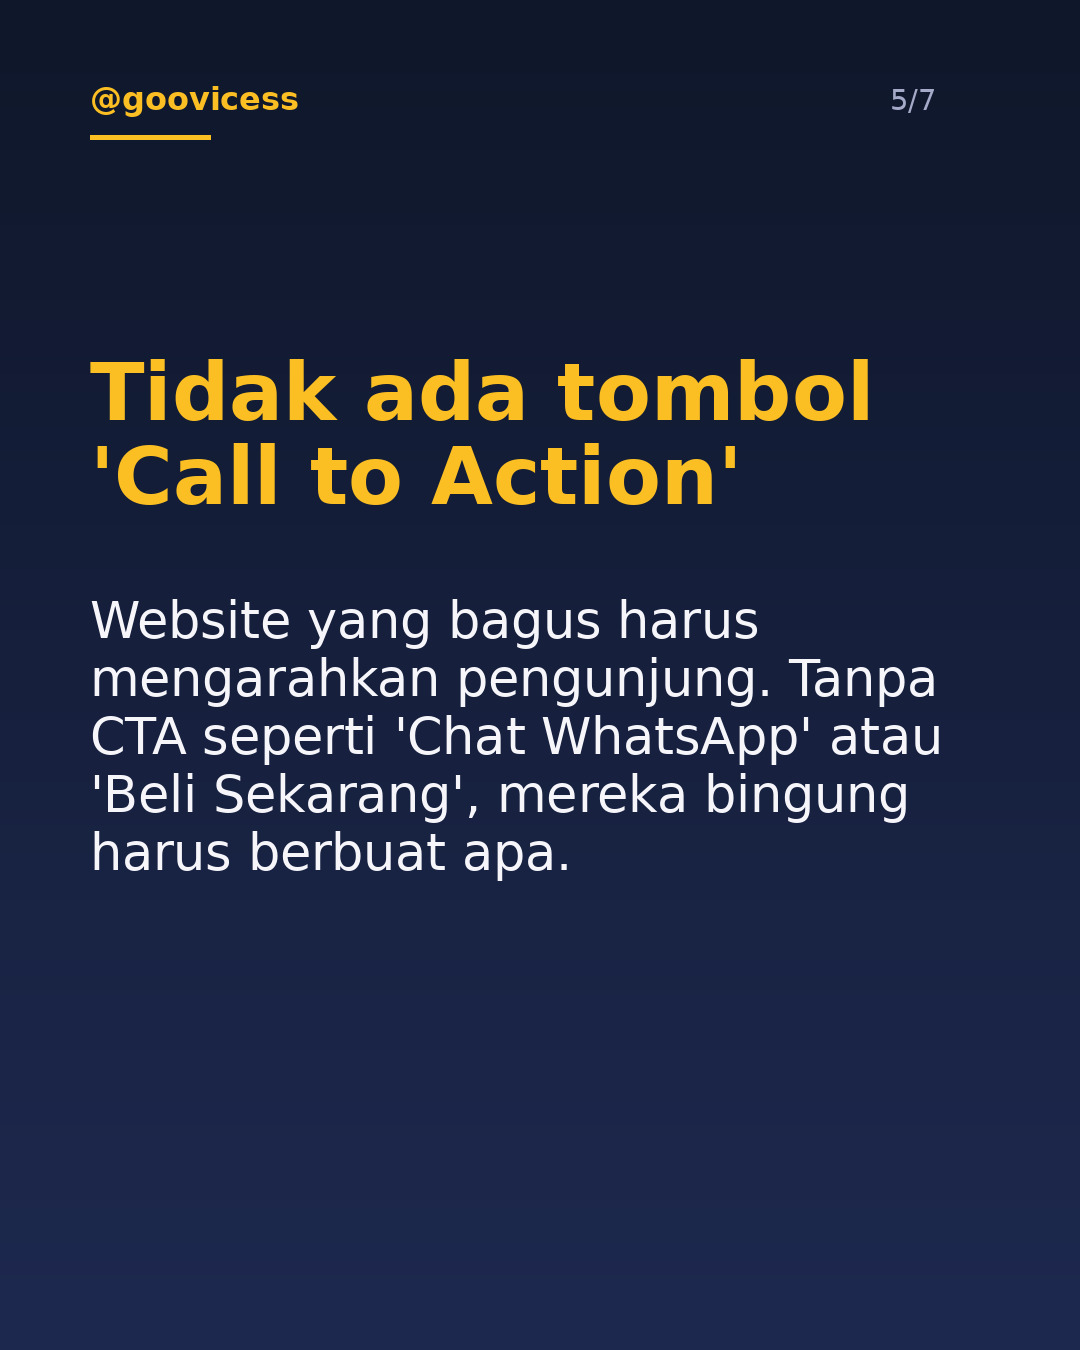 @goovicess
5/7
Tidak ada tombol
'Call to Action'
Website yang bagus harus
mengarahkan pengunjung. Tanpa
CTA seperti 'Chat WhatsApp' atau
'Beli Sekarang', mereka bingung
harus berbuat apa.